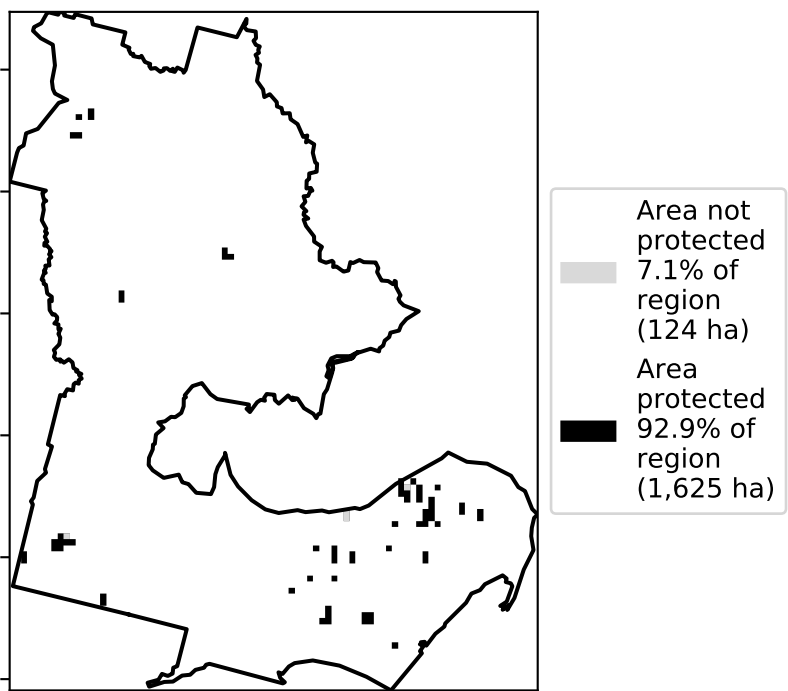 Area not
protected
7.1% of
region
(124 ha)
Area
protected
92.9% of
region
(1,625 ha)